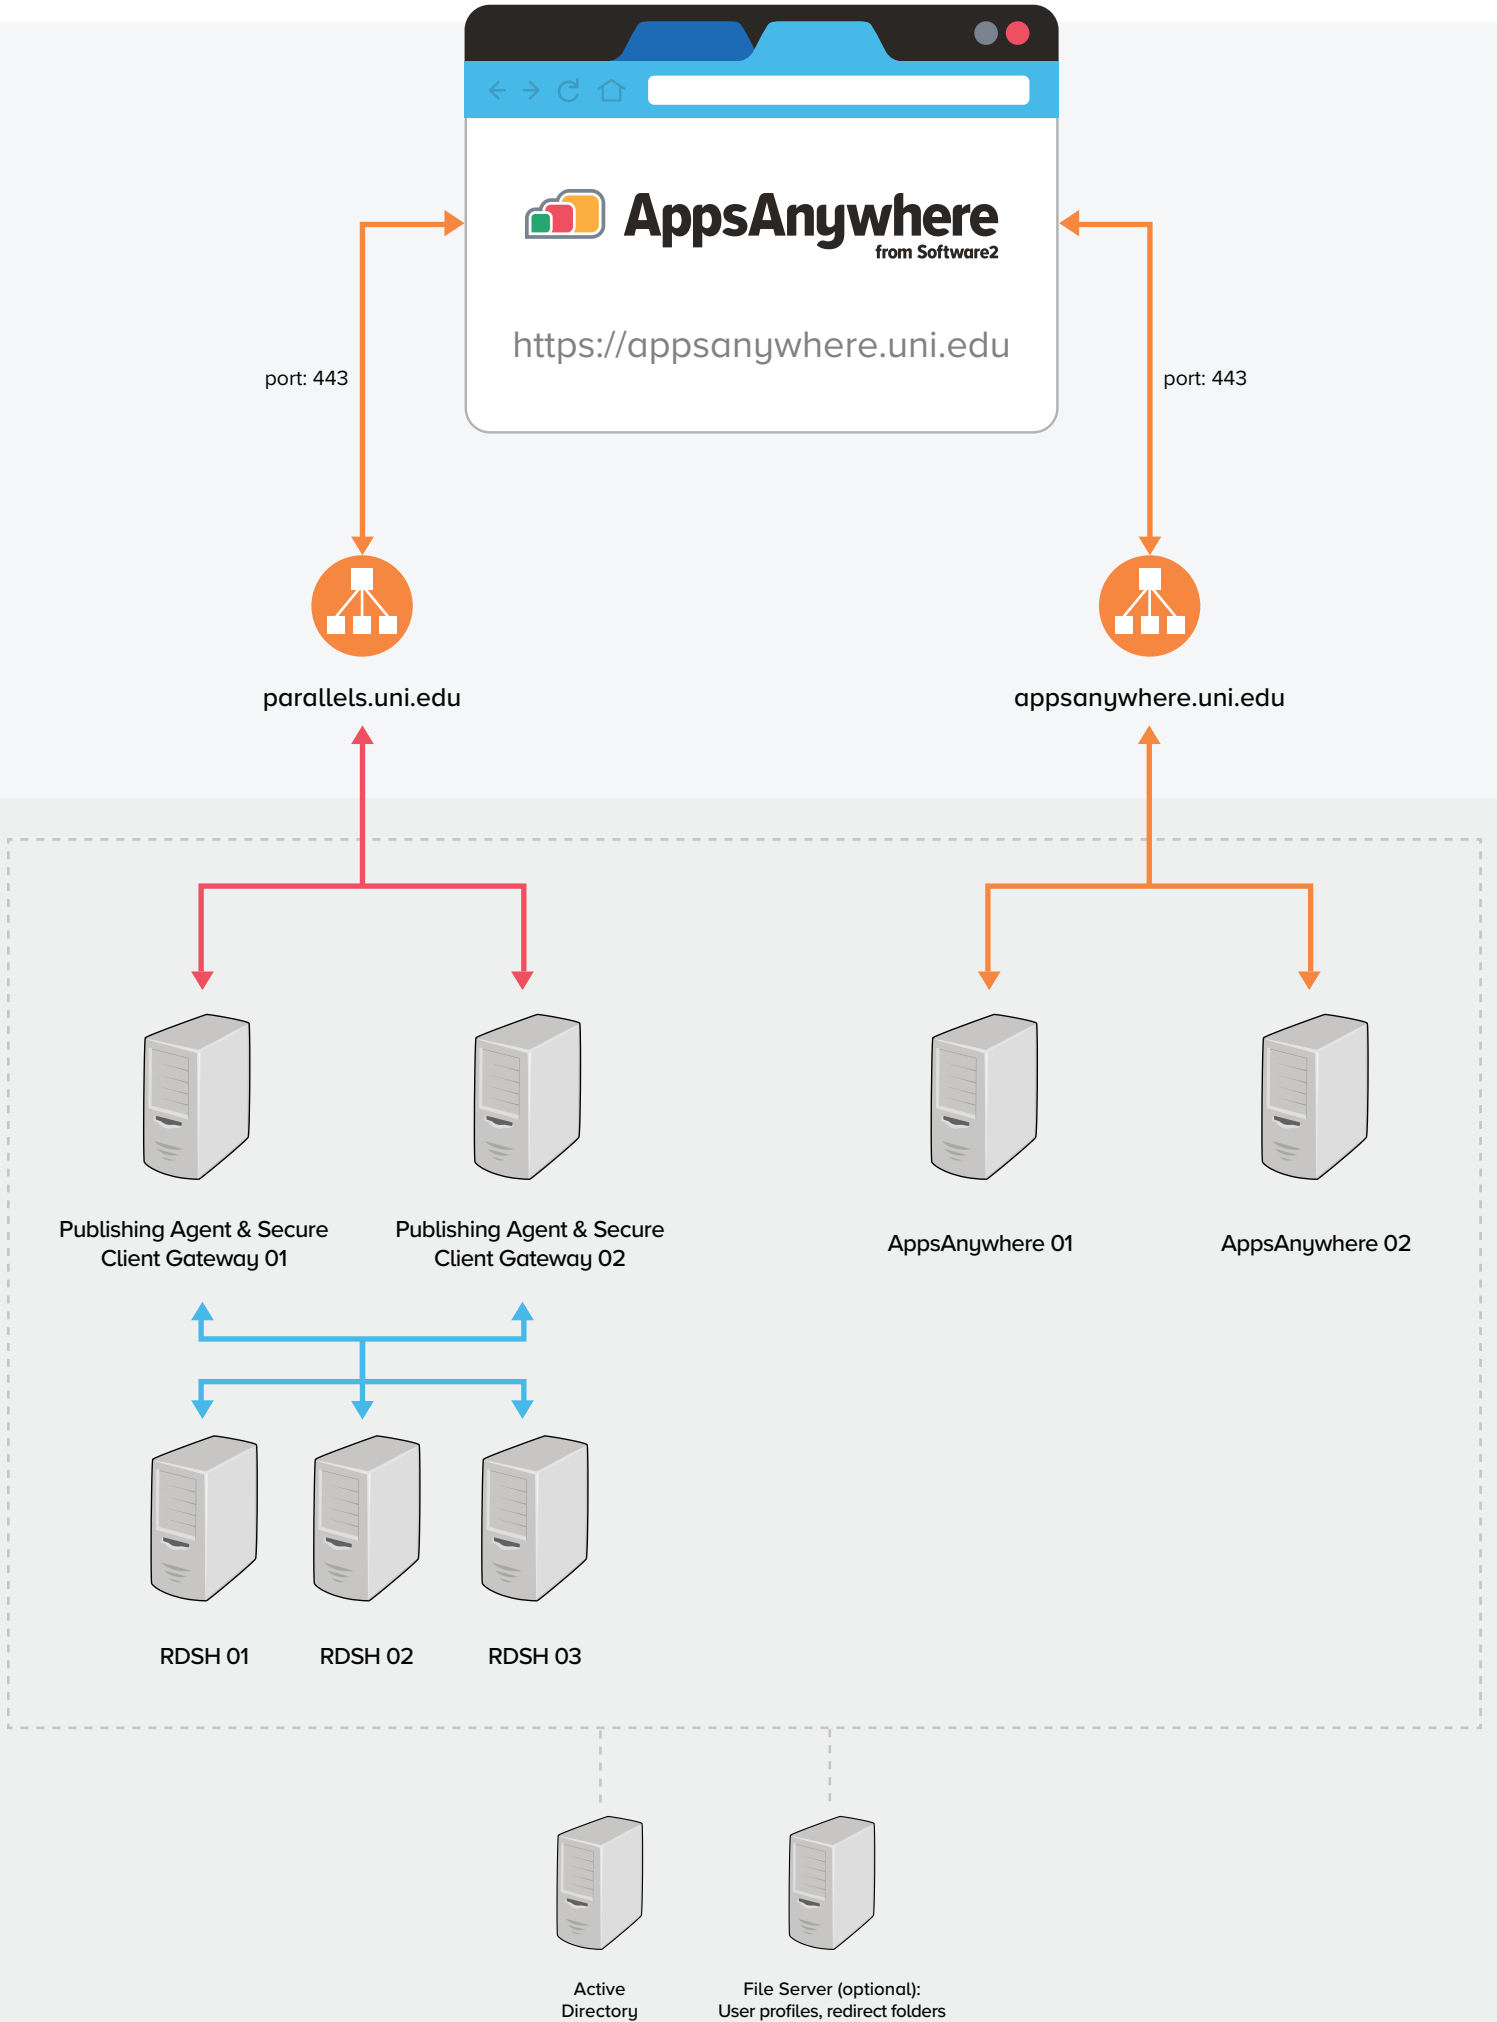 AppsAnywhere
from Software2
https://appsanywhere.uni.edu
port: 443
port: 443
parallels.uni.edu
appsanywhere.uni.edu
Publishing Agent & Secure
Client Gateway 01
Publishing Agent & Secure
Client Gateway 02
AppsAnywhere 01
AppsAnywhere 02
RDSH 01
RDSH 02
RDSH 03
Active
Directory
File Server (optional):
User profiles, redirect folders